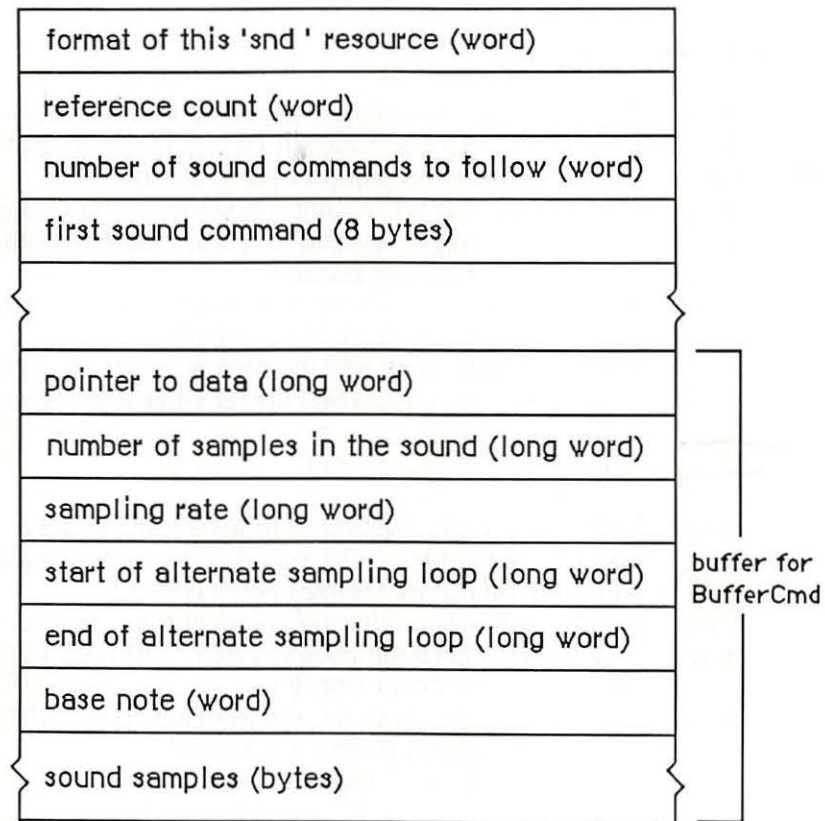 format of this 'snd ' resource (word)
reference count (word)
number of sound commands to follow (word)
first sound command (8 bytes)
pointer to data (long word)
number of samples in the sound (long word)
sampling rate (long word)
start of alternate sampling loop (long word)
end of alternate sampling loop (long word)
base note (word)
sound samples (bytes)
buffer for
BufferCmd